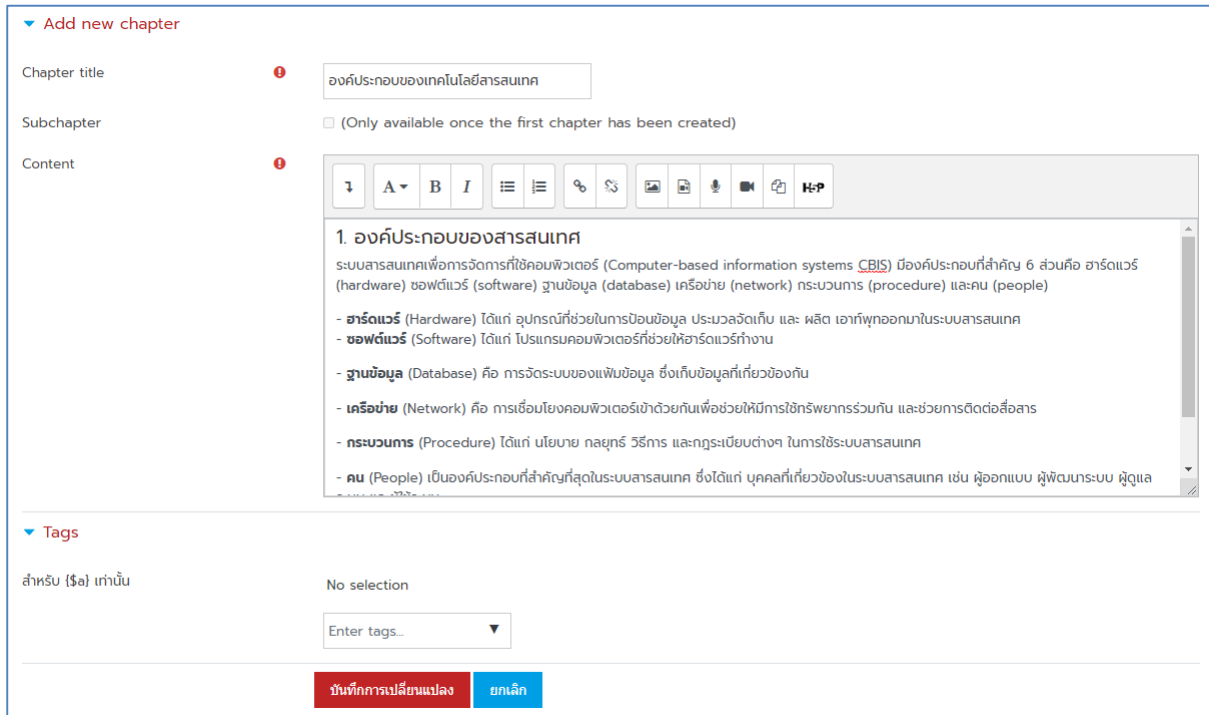 Add new chapter
Chapter title
องค์ประกอบของเทคโนโลยีสารสนเทศ
Subchapter
(Only available once the first chapter has been created)
Content
A B I H-P
1. องค์ประกอบของสารสนเทศ
ระบบสารสนเทศเพื่อการจัดการที่ใช้คอมพิวเตอร์ (Computer-based information systems CBIS) มีองค์ประกอบที่สำคัญ 6 ส่วนคือ ฮาร์ดแวร์
(hardware) ซอฟต์แวร์ (software) ฐานข้อมูล (database) เครือข่าย (network) กระบวนการ (procedure) และคน (people)
- ฮาร์ดแวร์ (Hardware) ได้แก่ อุปกรณ์ที่ช่วยในการป้อนข้อมูล ประมวลจัดเก็บ และ ผลิต เอาท์พุทออกมาในระบบสารสนเทศ
- ซอฟต์แวร์ (Software) ได้แก่ โปรแกรมคอมพิวเตอร์ที่ช่วยให้ฮาร์ดแวร์ทำงาน
- ฐานข้อมูล (Database) คือ การจัดระบบของแฟ้มข้อมูล ซึ่งเก็บข้อมูลที่เกี่ยวข้องกัน
- เครือข่าย (Network) คือ การเชื่อมโยงคอมพิวเตอร์เข้าด้วยกันเพื่อช่วยให้มีการใช้ทรัพยากรร่วมกัน และช่วยการติดต่อสื่อสาร
- กระบวนการ (Procedure) ได้แก่ นโยบาย กลยุทธ์ วิธีการ และกฎระเบียบต่างๆ ในการใช้ระบบสารสนเทศ
- คน (People) เป็นองค์ประกอบที่สำคัญที่สุดในระบบสารสนเทศ ซึ่งได้แก่ บุคคลที่เกี่ยวข้องในระบบสารสนเทศ เช่น ผู้ออกแบบ ผู้พัฒนาระบบ ผู้ดูแล
Tags
สำหรับ {$a} เท่านั้น
No selection
Enter tags...
บันทึกการเปลี่ยนแปลง
ยกเลิก